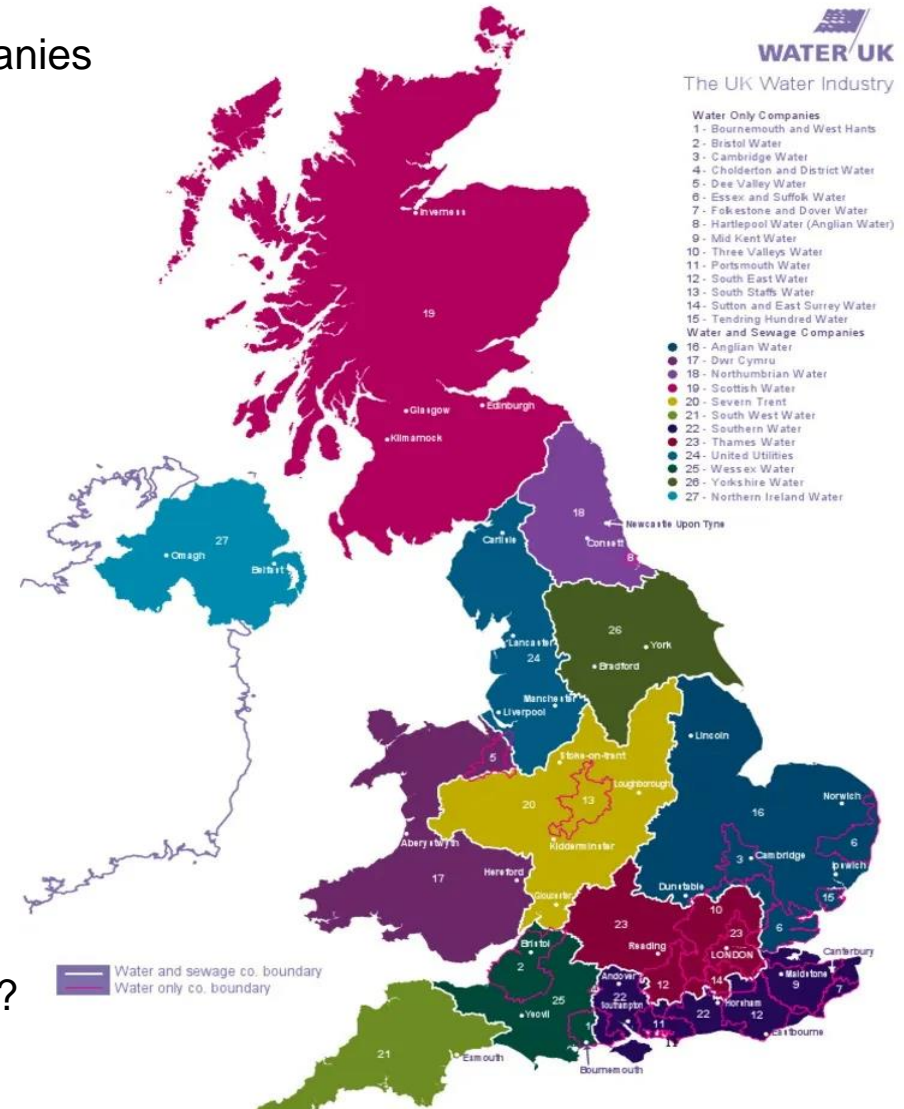 anies
WATER UK
The UK Water Industry
Water Only Companies
1 - Bournemouth and West Hants
2 - Bristol Water
3 - Cambridge Water
4 - Cholderton and District Water
5 - Dee Valley Water
6 - Essex and Suffolk Water
7 - Folkestone and Dover Water
8 - Hartlepool Water (Anglian Water)
9 - Mid Kent Water
10 - Three Valleys Water
11 - Portsmouth Water
12 - South East Water
13 - South Staffs Water
14 - Sutton and East Surrey Water
15 - Tendring Hundred Water
Water and Sewage Companies
16 - Anglian Water
17 - Dwr Cymru
18 - Northumbrian Water
19 - Scottish Water
20 - Severn Trent
21 - South West Water
22 - Southern Water
23 - Thames Water
24 - United Utilities
25 - Wessex Water
26 - Yorkshire Water
27 - Northern Ireland Water
Inverness
19
Glasgow
Edinburgh
Kilmarnock
18
Newcastle Upon Tyne
Carlisle
Consett
8
27
Omagh
Belfast
26
York
Lancaster
24
Bradford
Manchester
Liverpool
Lincoln
5
Stoke-on-Trent
Loughborough
20
13
16
Norwich
6
Aberystwyth
Kidderminster
3
Cambridge
Ipswich
17
Hereford
Dunstable
15
Gloucester
10
23
23
6
Bristol
Reading
LONDON
Canterbury
2
Andover
12
14
Maidstone
9
7
4
22
Horsham
25
Southampton
Yeovil
11
22
12
1
11
Eastbourne
Water and sewage co. boundary
Water only co. boundary
?
21
Exmouth
Bournemouth